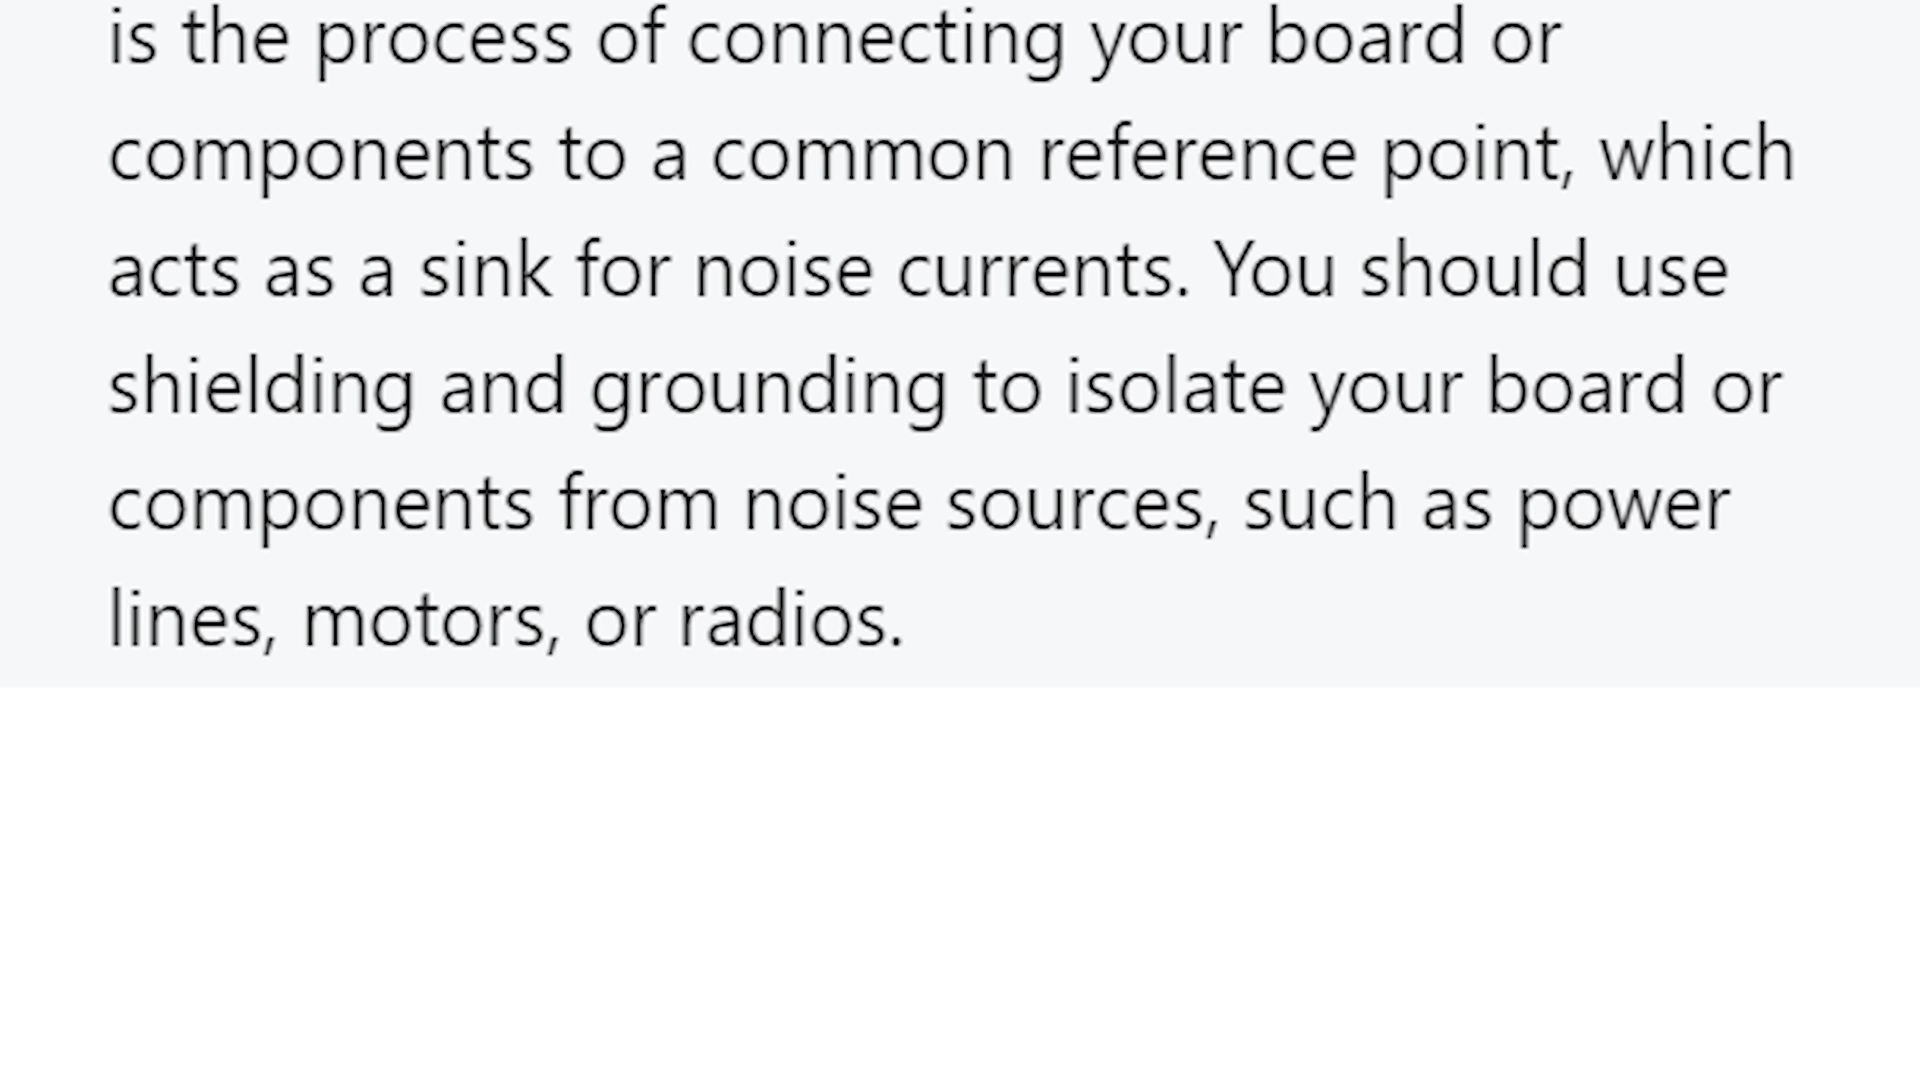 is the process of connecting your board or
components to a common reference point, which
acts as a sink for noise currents. You should use
shielding and grounding to isolate your board or
components from noise sources, such as power
lines, motors, or radios.